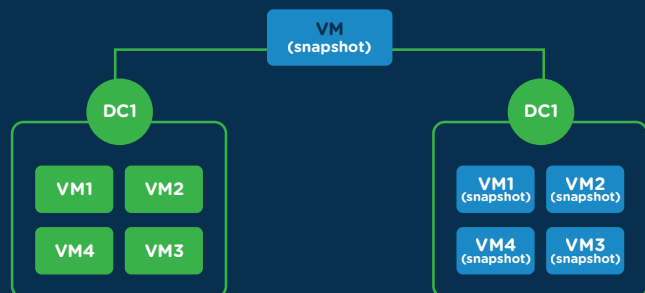 VM
(snapshot)
DC1
DC1
VM1
VM2
VM4
VM3
VM1
(snapshot)
VM2
(snapshot)
VM4
(snapshot)
VM3
(snapshot)